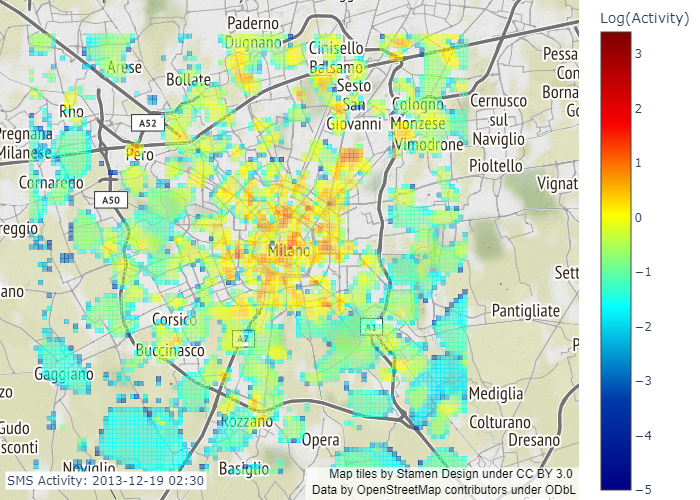 Log(Activity)
3
2
1
0
−1
−2
−3
−4
−5
Paderno
Dugnano
Cinisello
Balsamo
Arese
Bollate
Sesto
San
Giovanni
Pessa
Con
Borna
Go
Rho
A52
Cologno
Monzese
Cernusco
sul
Naviglio
Pregnana
Milanese
Pero
Vimodrone
Pioltello
Cornaredo
Vignat
A50
reggio
Milano
Sett
ano
Pantigliate
Corsico
A1
A7
P
Buccinasco
Gaggiano
Mediglia
zo
Rozzano
Colturano
Gudo
sconti
Opera
Dresano
Noviglio
Basiglio
SMS Activity: 2013-12-19 02:30
Map tiles by Stamen Design under CC BY 3.0
Data by OpenStreetMap contributors under ODbL